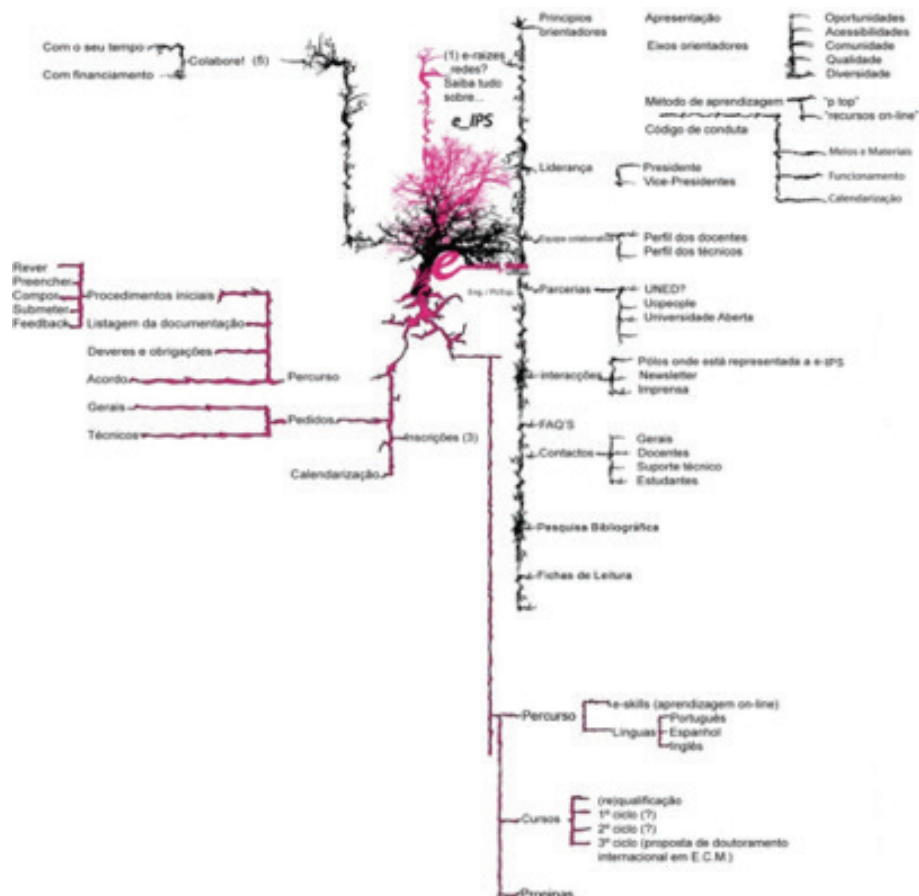 Com o seu tempo
Com financiamento
Colabore! (5)
(1) e-raizes
redes?
Saiba tudo
sobre...
e_IPS
e
Principios
orientadores
Apresentação
Eixos orientadores
Oportunidades
Acessibilidades
Comunidade
Qualidade
Diversidade
Método de aprendizagem
"p top"
"recursos on-line"
Código de conduta
Meios e Materiais
Funcionamento
Calendarização
Liderança
Presidente
Vice-Presidentes
Perfil dos docentes
Perfil dos técnicos
Parcerias
UNED?
Uopeople
Universidade Aberta
interacções
Pólos onde está representada a e-IPS
Newsletter
Imprensa
FAQ'S
Contactos
Gerais
Docentes
Suporte técnico
Estudantes
Pesquisa Bibliográfica
Fichas de Leitura
Rever
Preencher
Compor
Submeter
Feedback
Procedimentos iniciais
Listagem da documentação
Deveres e obrigações
Acordo
Percurso
Gerais
Técnicos
Pedidos
Inscrições (3)
Calendarização
Percurso
e-skills (aprendizagem on-line)
Línguas
Português
Espanhol
Inglês
Cursos
(re)qualificação
1º ciclo (?)
2º ciclo (?)
3º ciclo (proposta de doutoramento
internacional em E.C.M.)
Propinas